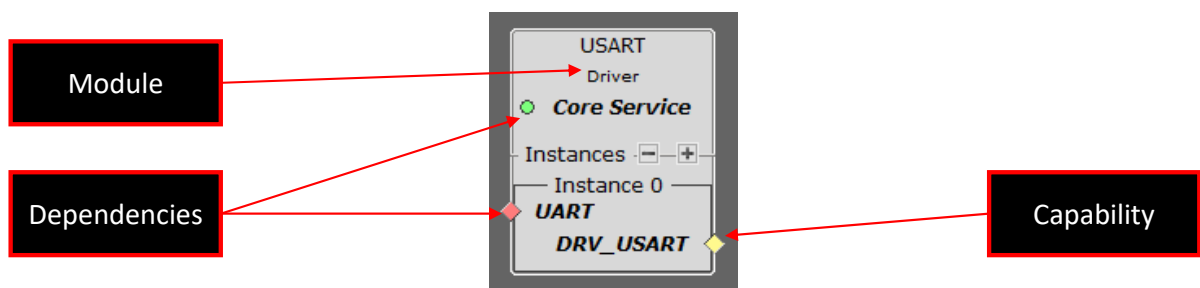 Module
Dependencies
USART
Driver
Core Service
Instances
Instance 0
UART
DRV_USART
Capability